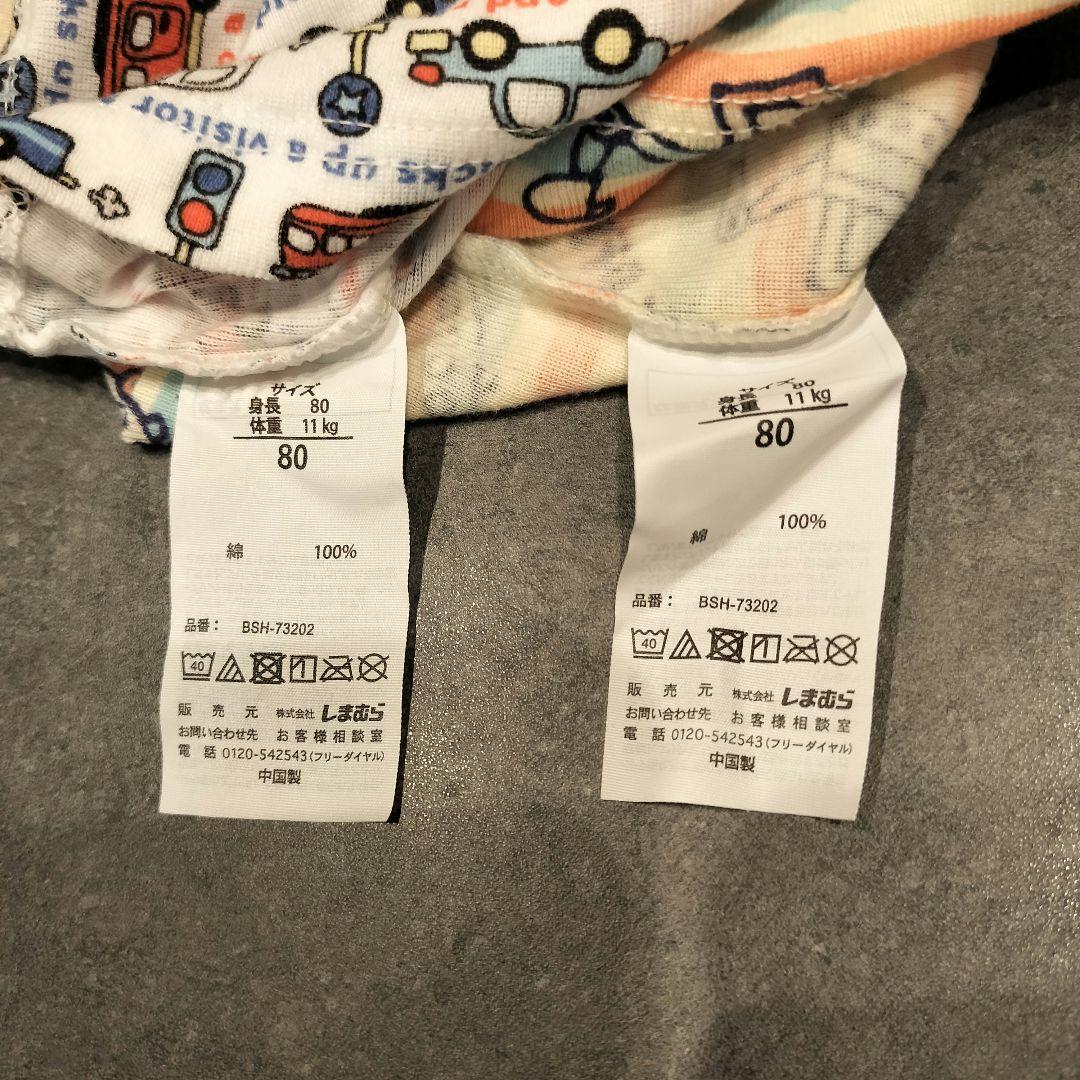 icks up a visitor
サイズ
身長 80
体重 11kg
80
綿 100%
品番： BSH-73202
40
販売元 株式会社 しまむら
お問い合わせ先 お客様相談室
電話 0120-542543(フリーダイヤル)
中国製
サイズ
身長 80
体重 11kg
80
綿 100%
品番： BSH-73202
40
販売元 株式会社 しまむら
お問い合わせ先 お客様相談室
電話 0120-542543(フリーダイヤル)
中国製